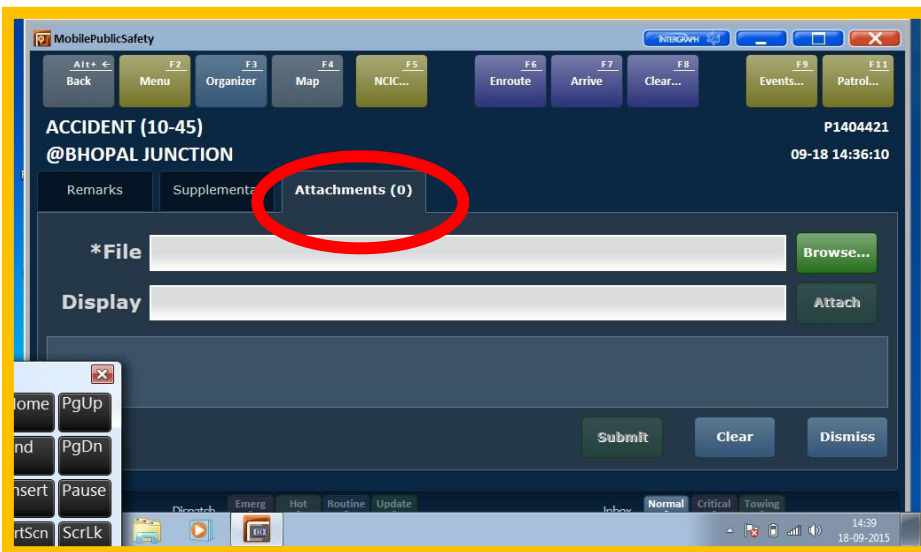 MobilePublicSafety
INTERGRAPH
Alt+ ← F2 F3 F4 F5 F6 F7 F8 F9 F11
Back Menu Organizer Map NCIC... Enroute Arrive Clear... Events... Patrol...
ACCIDENT (10-45) P1404421
@BHOPAL JUNCTION 09-18 14:36:10
Remarks Supplementa Attachments (0)
*File Browse...
Display Attach
ome PgUp
Submit Clear Dismiss
nd PgDn
nsert Pause
Emerg Hot Routine Update Normal Critical Towing
Dispatch Inbox
rtScn ScrLk
14:39
18-09-2015